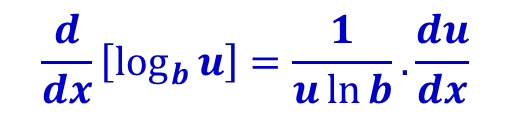 d/dx [log_b u] = 1/(u ln b) . du/dx